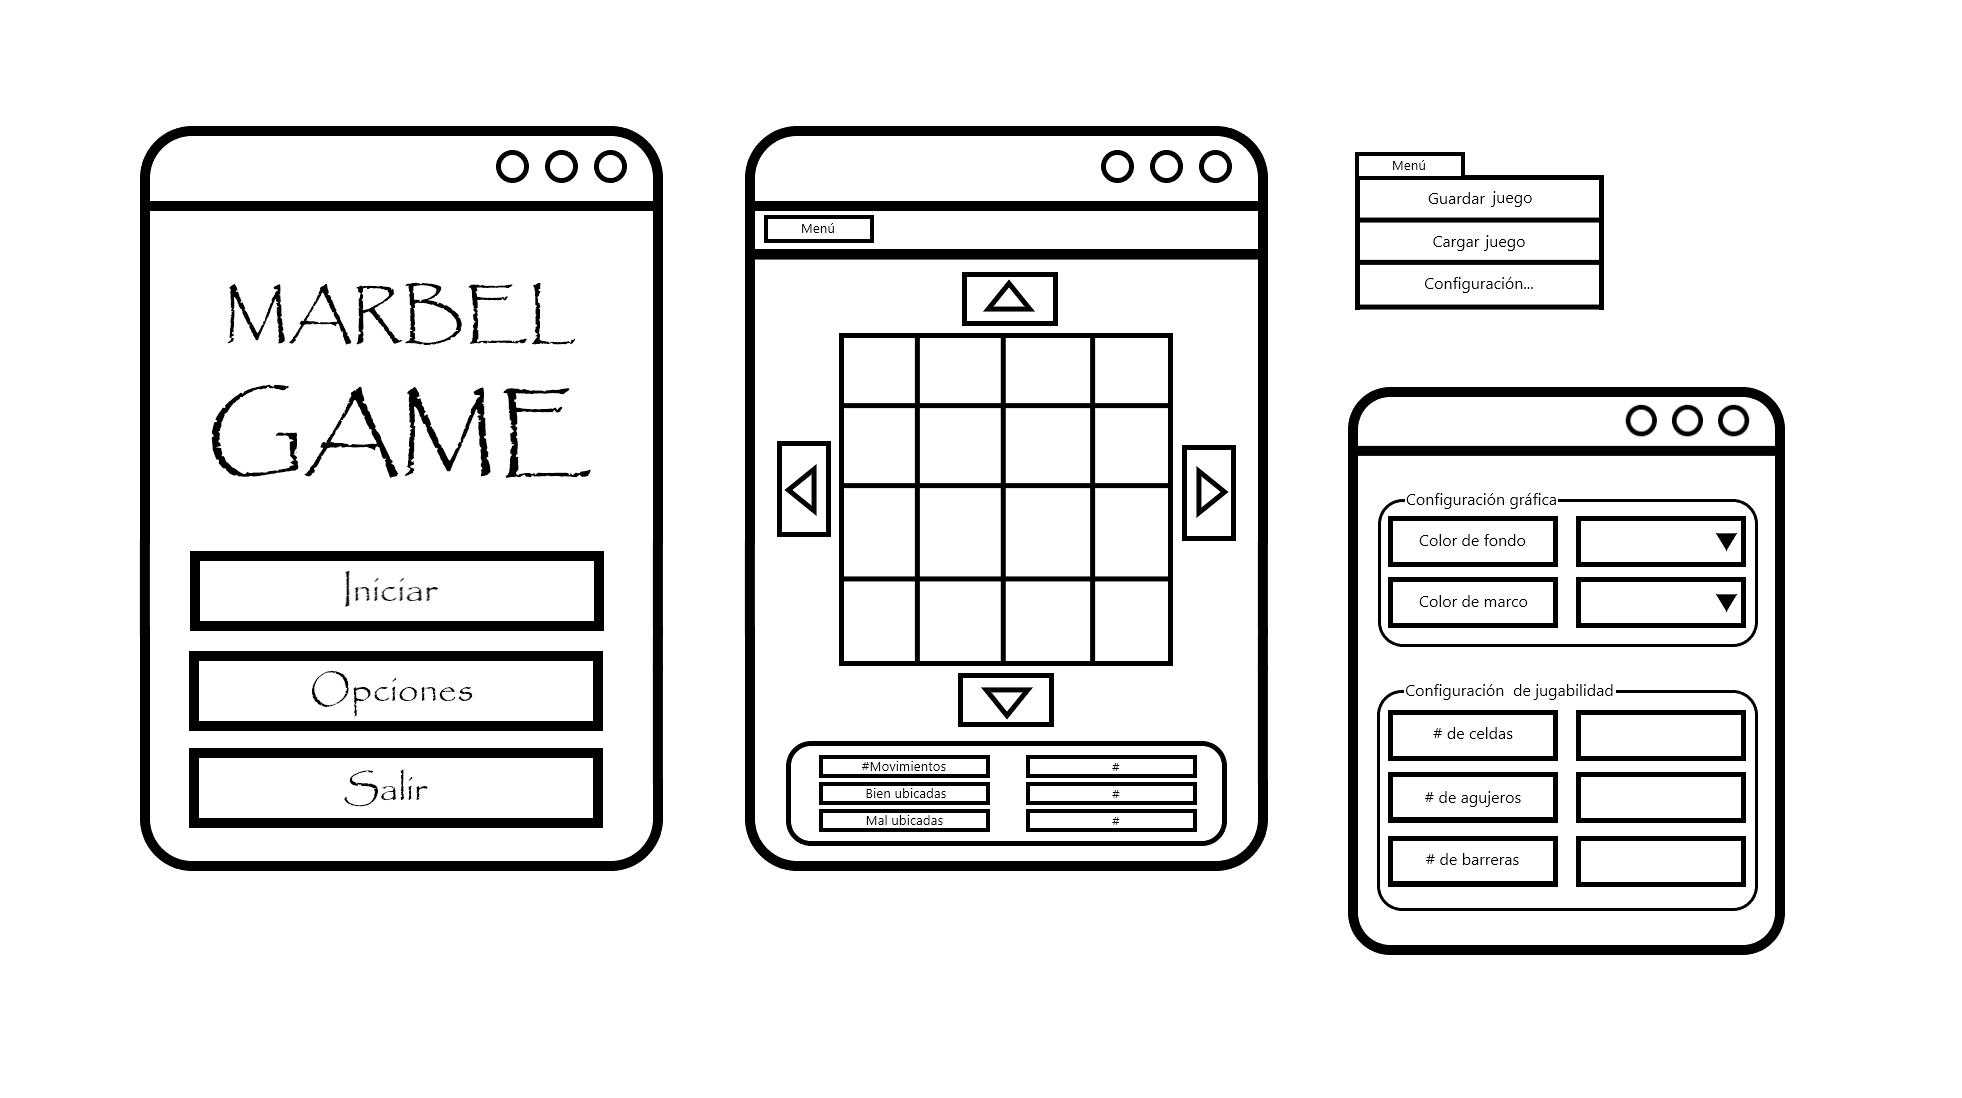 MARBEL
GAME
Iniciar
Opciones
Salir
Menú
#Movimientos #
Bien ubicadas #
Mal ubicadas #
Menú
Guardar juego
Cargar juego
Configuración...
Configuración gráfica
Color de fondo
Color de marco
Configuración de jugabilidad
# de celdas
# de agujeros
# de barreras